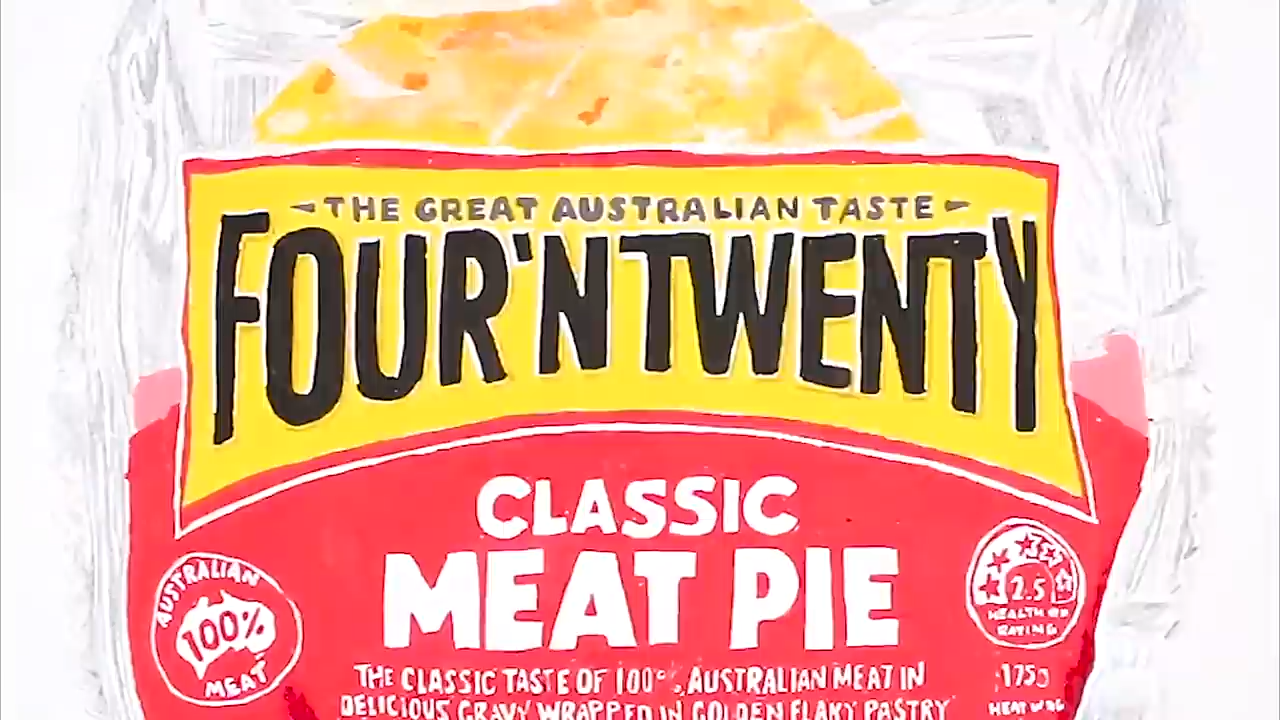 THE GREAT AUSTRALIAN TASTE
FOUR'N TWENTY
CLASSIC
MEAT PIE
AUSTRALIAN
100%
MEAT
2.5
HEALTH
RATING
THE CLASSIC TASTE OF 100% AUSTRALIAN MEAT IN
DELICIOUS GRAVY WRAPPED IN GOLDEN FLAKY PASTRY
175g